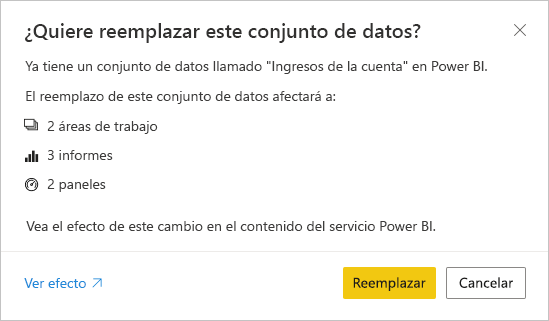 ¿Quiere reemplazar este conjunto de datos?
Ya tiene un conjunto de datos llamado "Ingresos de la cuenta" en Power BI.
El reemplazo de este conjunto de datos afectará a:
2 áreas de trabajo
3 informes
2 paneles
Vea el efecto de este cambio en el contenido del servicio Power BI.
Ver efecto
Reemplazar
Cancelar